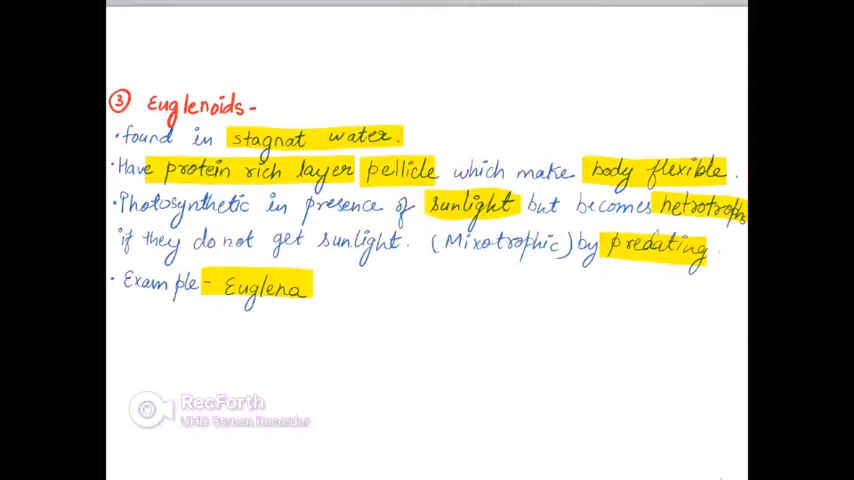 ③ Euglenoids-
• found in stagnat water.
• Have protein rich layer pellicle which make body flexible.
• Photosynthetic in presence of sunlight but becomes hetrotrophs
if they do not get sunlight. (Mixotrophic) by predating
• Example - Euglena
RecForth
UHD Screen Recorder